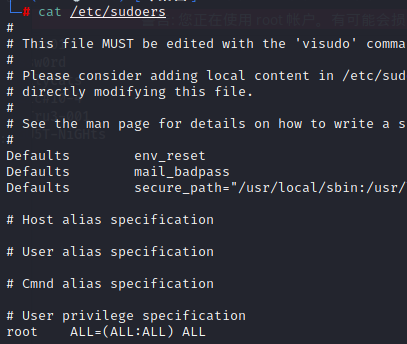 # cat /etc/sudoers
#
# This file MUST be edited with the 'visudo' comma
#
# Please consider adding local content in /etc/sud
# directly modifying this file.
#
# See the man page for details on how to write a s
#
Defaults env_reset
Defaults mail_badpass
Defaults secure_path="/usr/local/sbin:/usr/
# Host alias specification
# User alias specification
# Cmnd alias specification
# User privilege specification
root ALL=(ALL:ALL) ALL